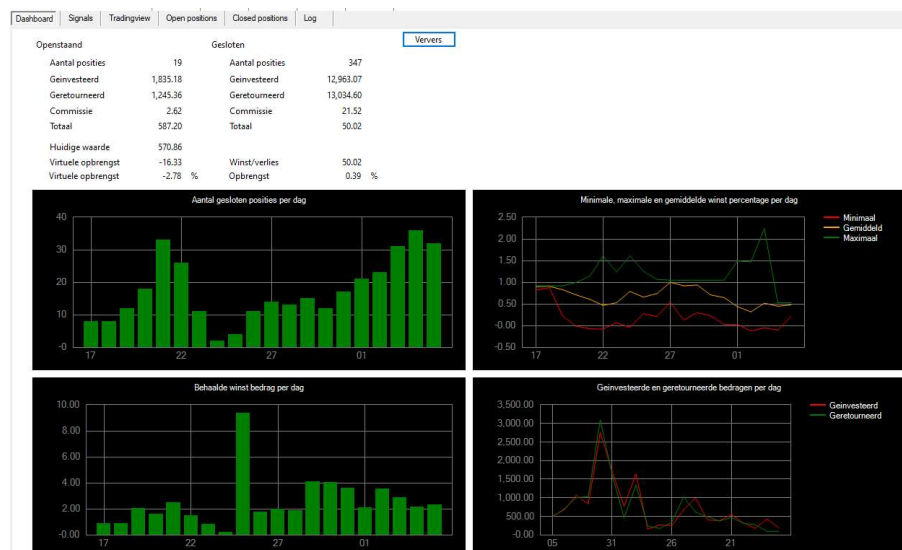 Dashboard Signals Tradingview Open positions Closed positions Log
Ververs
Openstaand Gesloten
Aantal posities 19 Aantal posities 347
Geinvesteerd 1,835.18 Geinvesteerd 12,963.07
Geretourneerd 1,245.36 Geretourneerd 13,034.60
Commissie 2.62 Commissie 21.52
Totaal 587.20 Totaal 50.02
Huidige waarde 570.86
Virtuele opbrengst -16.33 Winst/verlies 50.02
Virtuele opbrengst -2.78 % Opbrengst 0.39 %
Aantal gesloten posities per dag
40
30
20
10
-0
17 22 27 01
Minimale, maximale en gemiddelde winst percentage per dag
2.50
2.00
1.50
1.00
0.50
-0.00
-0.50
17 22 27 01
Minimaal
Gemiddeld
Maximaal
Behaalde winst bedrag per dag
10.00
8.00
6.00
4.00
2.00
-0.00
17 22 27 01
Geinvesteerde en geretourneerde bedragen per dag
3,500.00
3,000.00
2,500.00
2,000.00
1,500.00
1,000.00
500.00
-0.00
05 31 26 21
Geinvesteerd
Geretourneerd